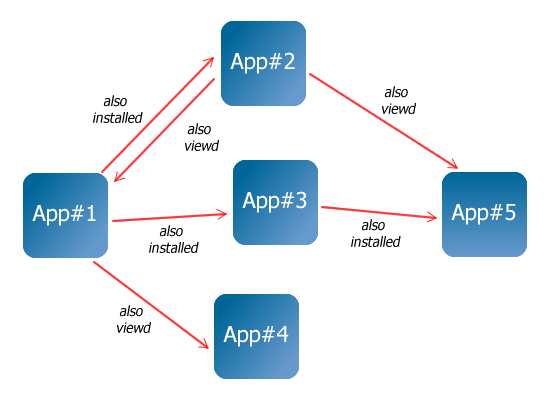 App#2
also
installed
also
viewd
also
viewd
App#1
also
installed
App#3
also
installed
App#5
also
viewd
App#4